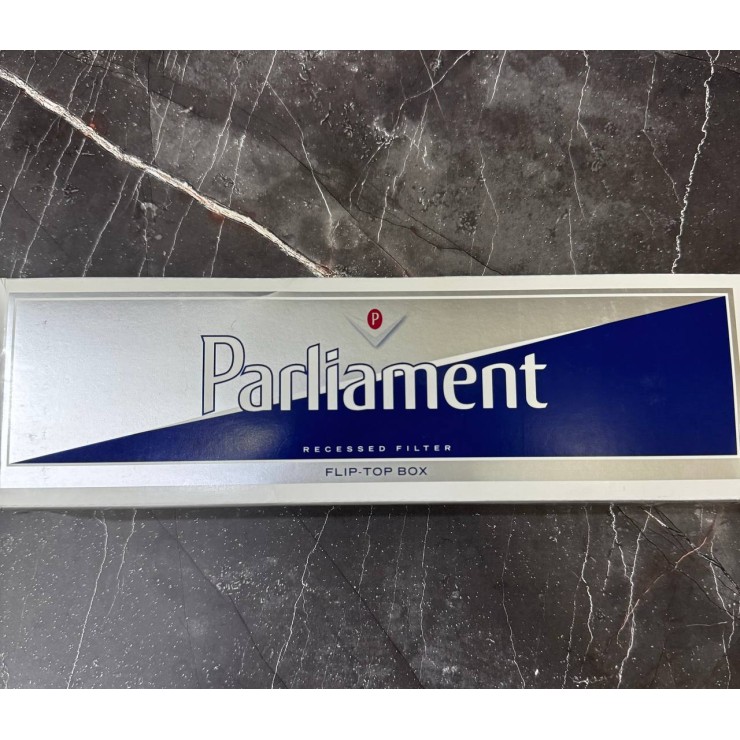 P
Parliament
RECESSED FILTER
FLIP-TOP BOX